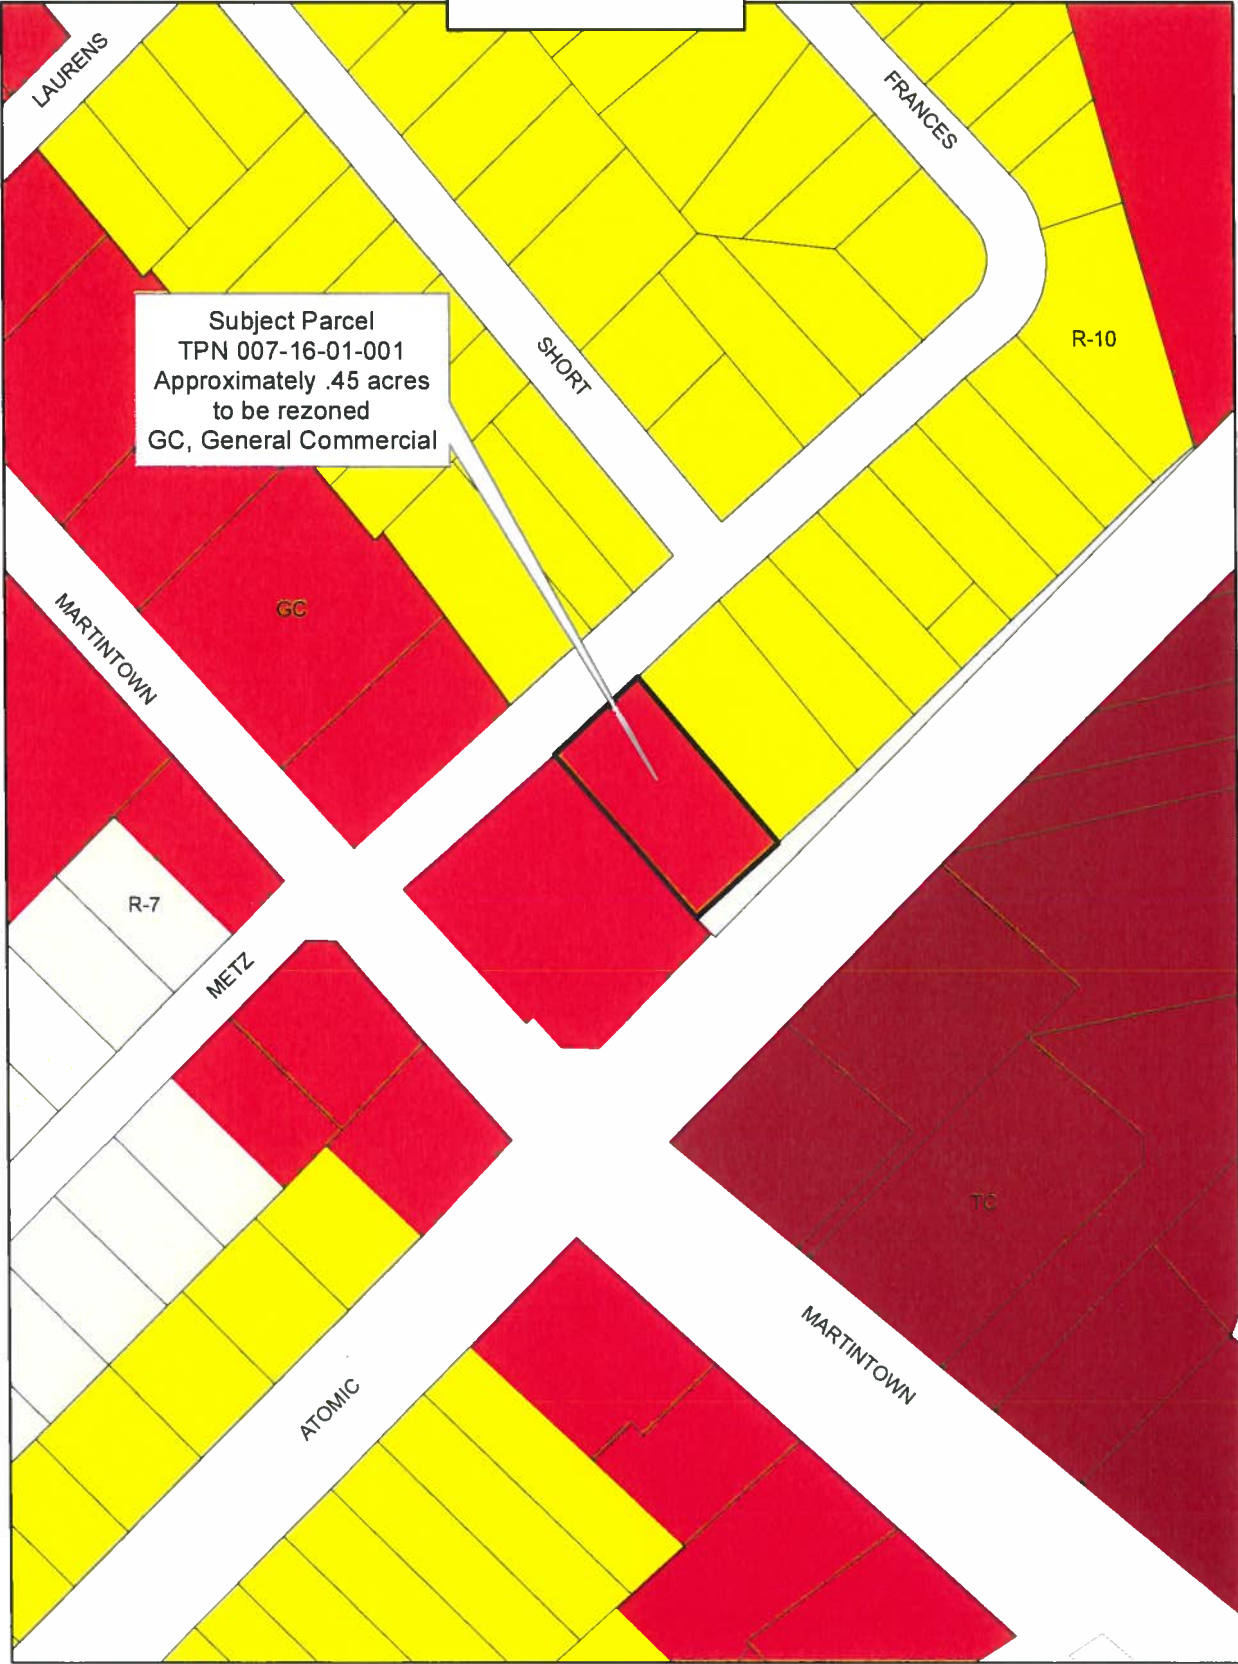 LAURENS
FRANCES
Subject Parcel
TPN 007-16-01-001
Approximately .45 acres
to be rezoned
GC, General Commercial
SHORT
R-10
GC
MARTINTOWN
R-7
METZ
TC
MARTINTOWN
ATOMIC